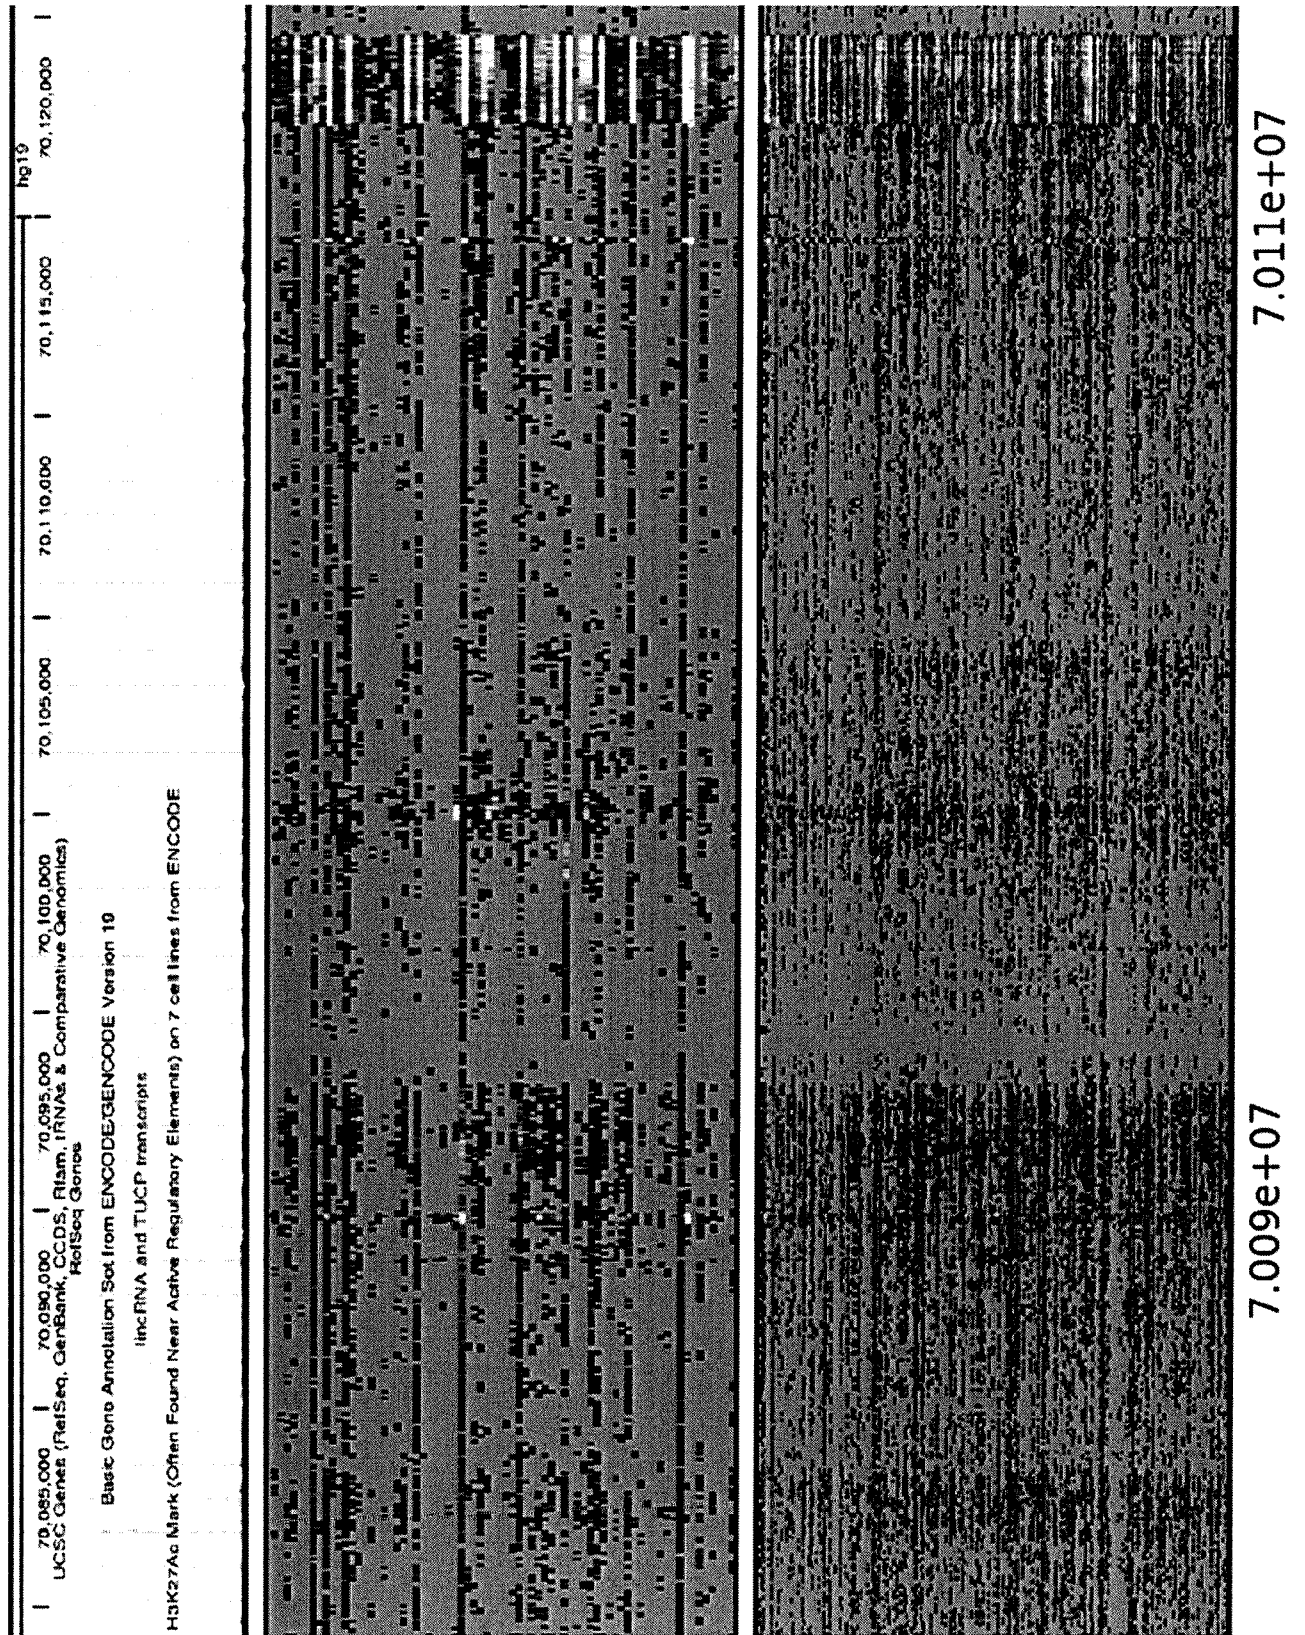 hg19
70,085,000 70,090,000 70,095,000 70,100,000 70,105,000 70,110,000 70,115,000 70,120,000
UCSC Genes (RefSeq, GenBank, CCDS, Rfam, tRNAs & Comparative Genomics)
RefSeq Genes
Basic Gene Annotation Set from ENCODE/GENCODE Version 19
lincRNA and TUCP transcripts
H3K27Ac Mark (Often Found Near Active Regulatory Elements) on 7 cell lines from ENCODE
7.009e+07 7.011e+07